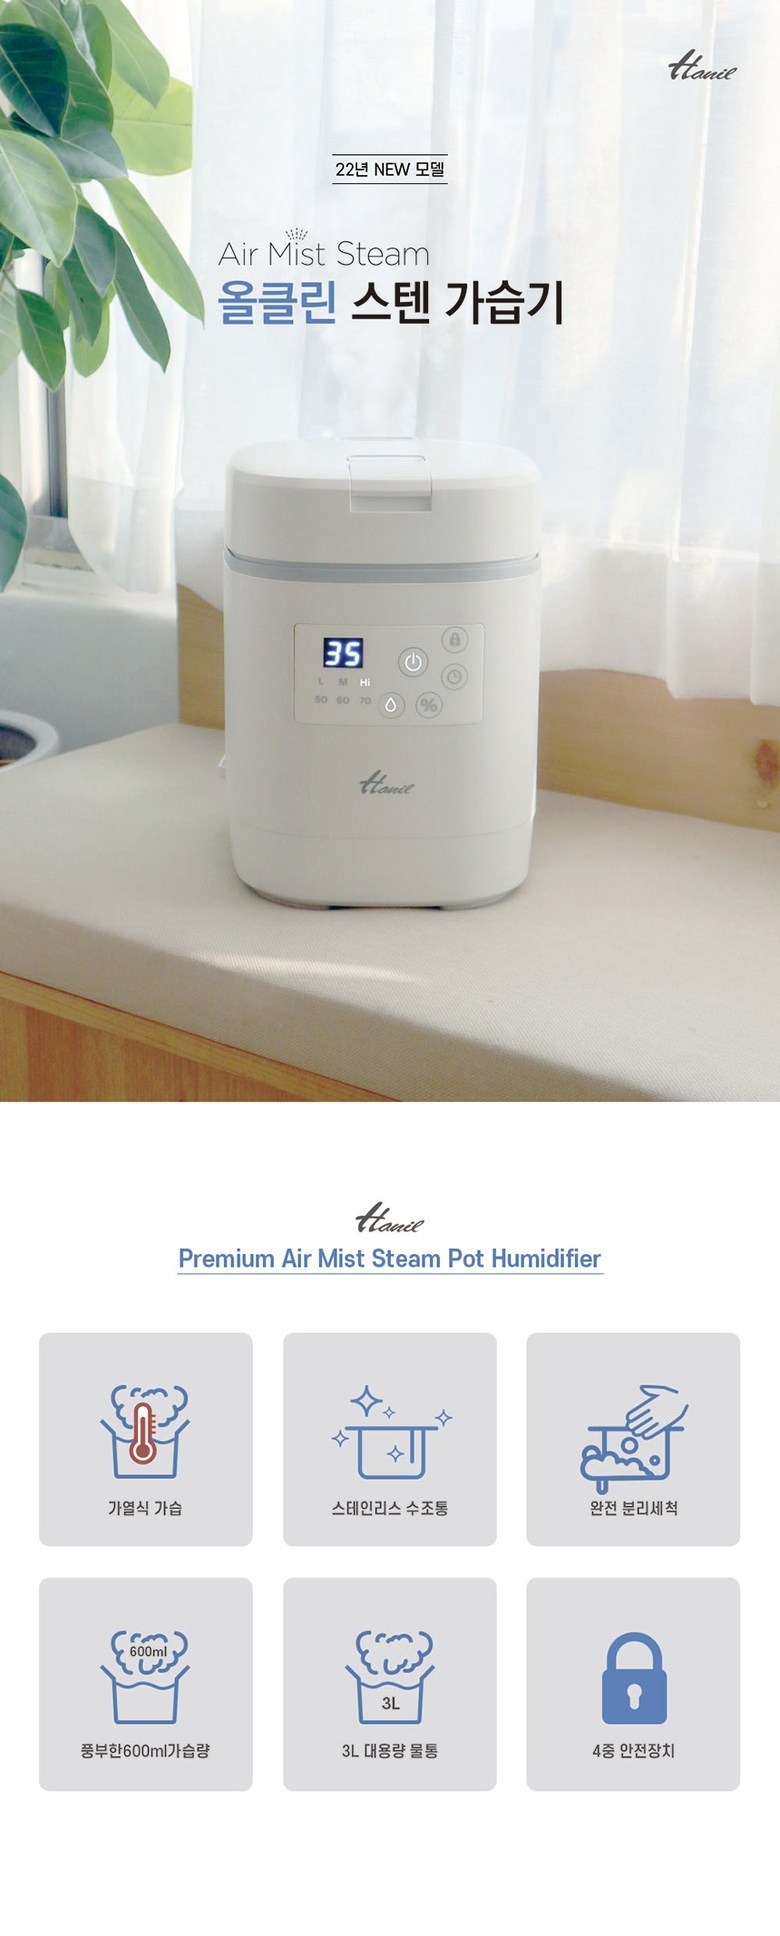 Hanil
22년 NEW 모델
Air Mist Steam
올클린 스텐 가습기
35
L M Hi
50 60 70
%
Hanil
Hanil
Premium Air Mist Steam Pot Humidifier
가열식 가습
스테인리스 수조통
완전 분리세척
600ml
풍부한600ml가습량
3L
3L 대용량 물통
4중 안전장치